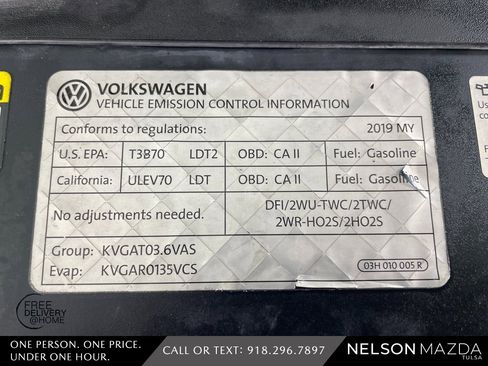 VOLKSWAGEN
VEHICLE EMISSION CONTROL INFORMATION
Conforms to regulations: 2019 MY
U.S. EPA: T3B70 LDT2 OBD: CA II Fuel: Gasoline
California: ULEV70 LDT OBD: CA II Fuel: Gasoline
No adjustments needed.
DFI/2WU-TWC/2TWC/
2WR-HO2S/2HO2S
Group: KVGAT03.6VAS
Evap: KVGAR0135VCS
03H 010 005 R
FREE
DELIVERY
@HOME
ONE PERSON. ONE PRICE.
UNDER ONE HOUR.
CALL OR TEXT: 918.296.7897
NELSON MAZDA
TULSA